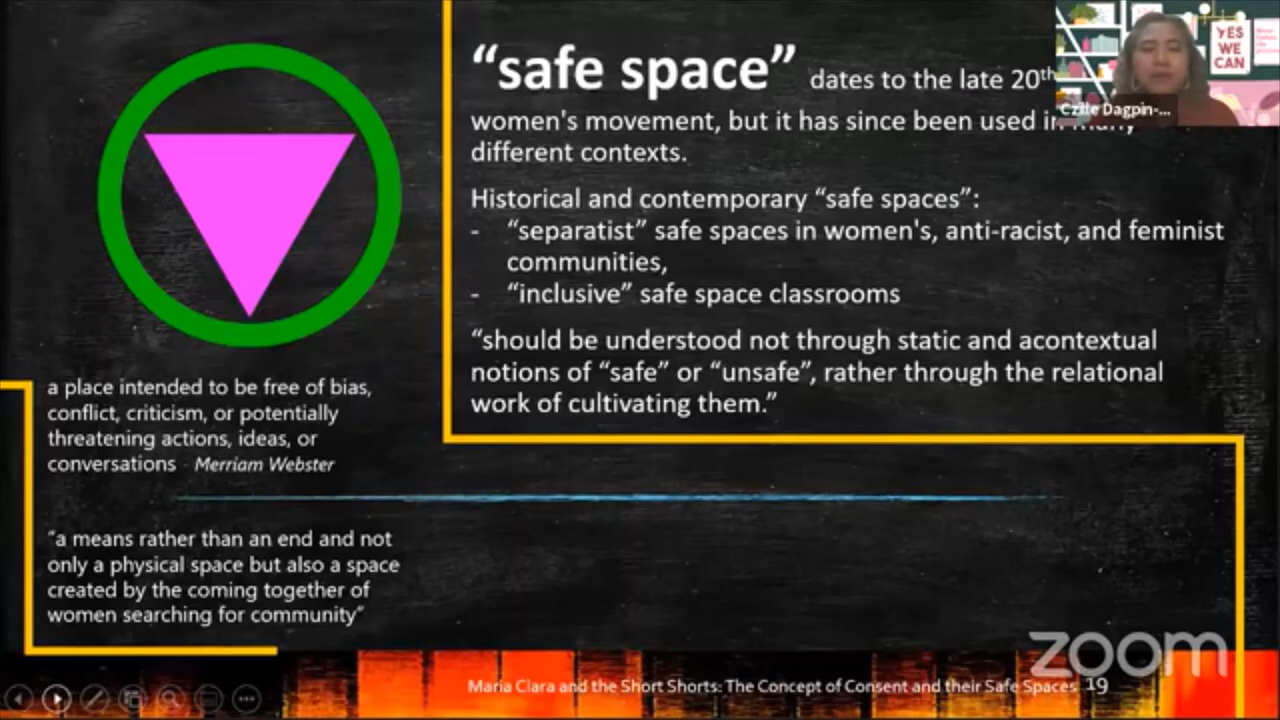 "safe space" dates to the late 20th
women's movement, but it has since been used in many
different contexts.
Historical and contemporary "safe spaces":
- "separatist" safe spaces in women's, anti-racist, and feminist
communities,
- "inclusive" safe space classrooms
"should be understood not through static and acontextual
notions of "safe" or "unsafe", rather through the relational
work of cultivating them."
a place intended to be free of bias,
conflict, criticism, or potentially
threatening actions, ideas, or
conversations - Merriam Webster
"a means rather than an end and not
only a physical space but also a space
created by the coming together of
women searching for community"
YES
WE
CAN
Czile Dagpin-...
zoom
Maria Clara and the Short Shorts: The Concept of Consent and their Safe Spaces 19